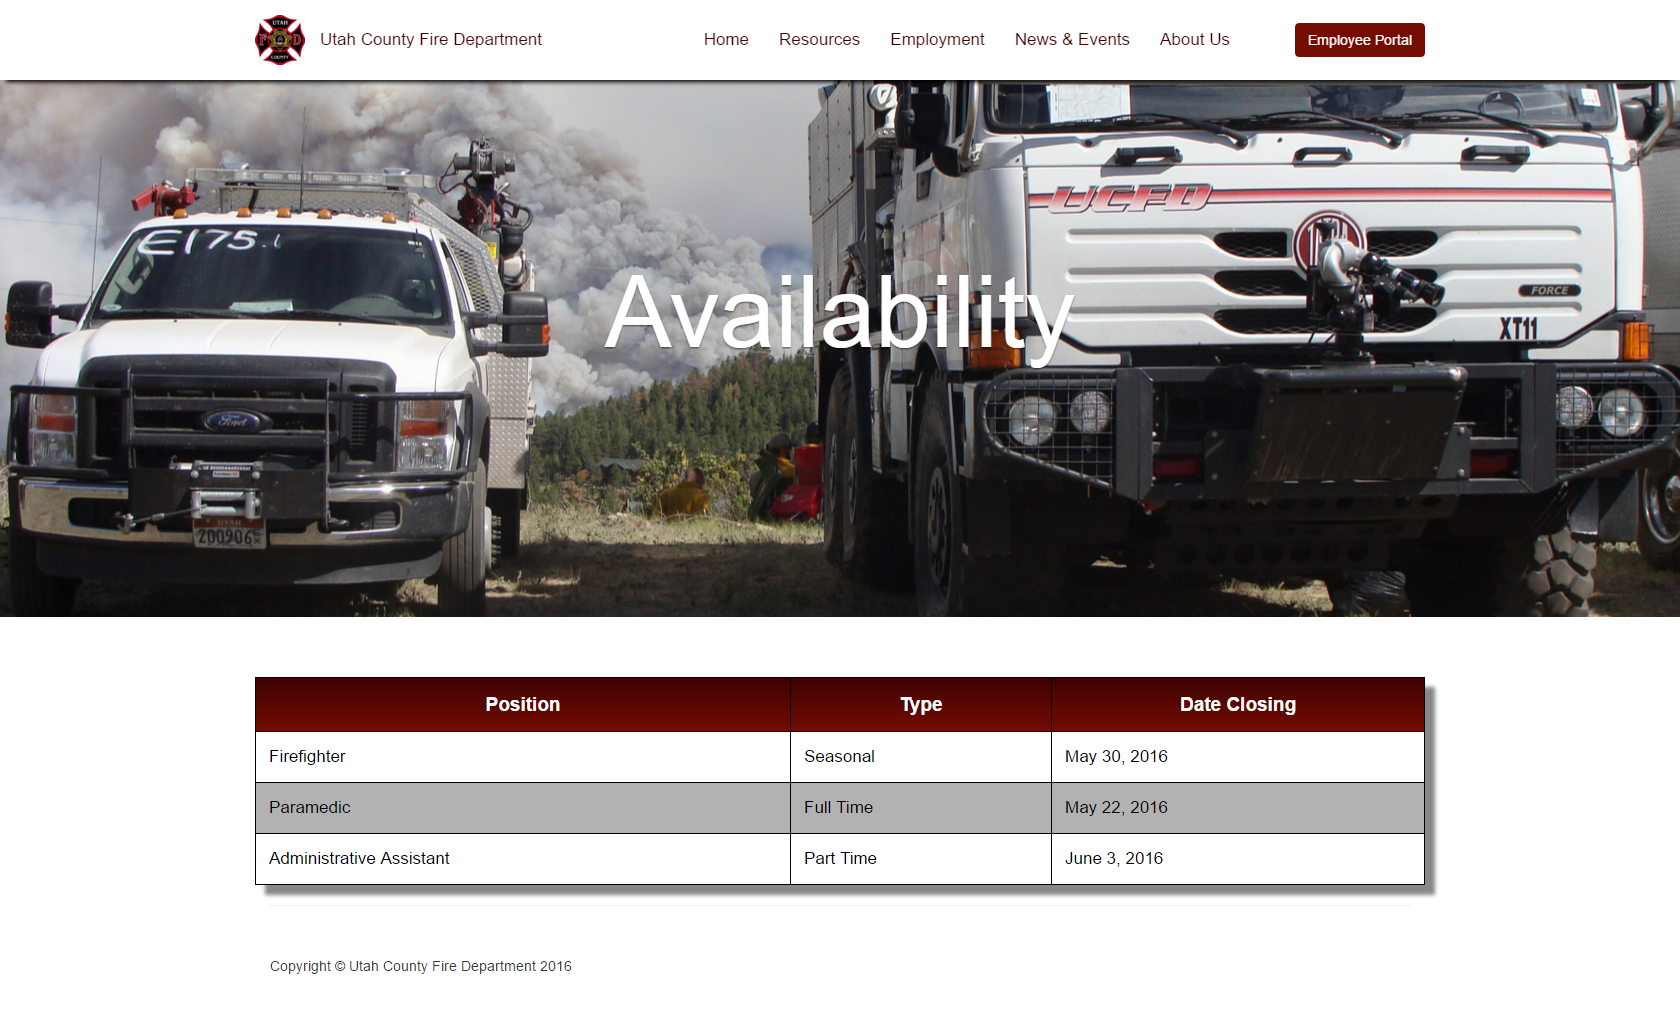 UTAH
F D
COUNTY
Utah County Fire Department
Home
Resources
Employment
News & Events
About Us
Employee Portal
E175.1
UCFD
Availability
FORCE
XT11
Ford
UTAH
200906
Position
Type
Date Closing
Firefighter
Seasonal
May 30, 2016
Paramedic
Full Time
May 22, 2016
Administrative Assistant
Part Time
June 3, 2016
Copyright © Utah County Fire Department 2016